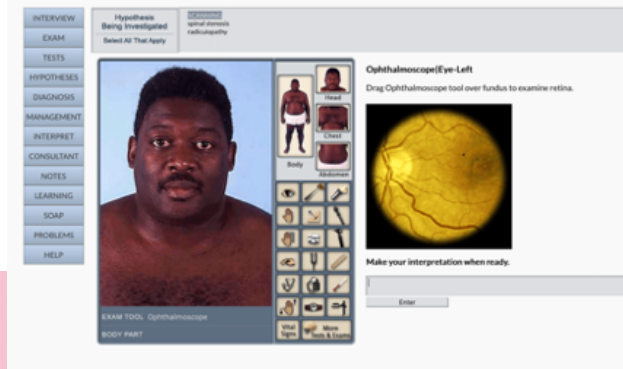 INTERVIEW
EXAM
TESTS
HYPOTHESES
DIAGNOSIS
MANAGEMENT
INTERPRET
CONSULTANT
NOTES
LEARNING
SOAP
PROBLEMS
HELP
Hypothesis
Being Investigated
Select All That Apply
SCANNING
spinal stenosis
radiculopathy
Head
Chest
Body
Abdomen
Vital
Signs
More
Tests & Exams
EXAM TOOL Ophthalmoscope
BODY PART
Ophthalmoscope|Eye-Left
Drag Ophthalmoscope tool over fundus to examine retina.
Make your interpretation when ready.
Enter